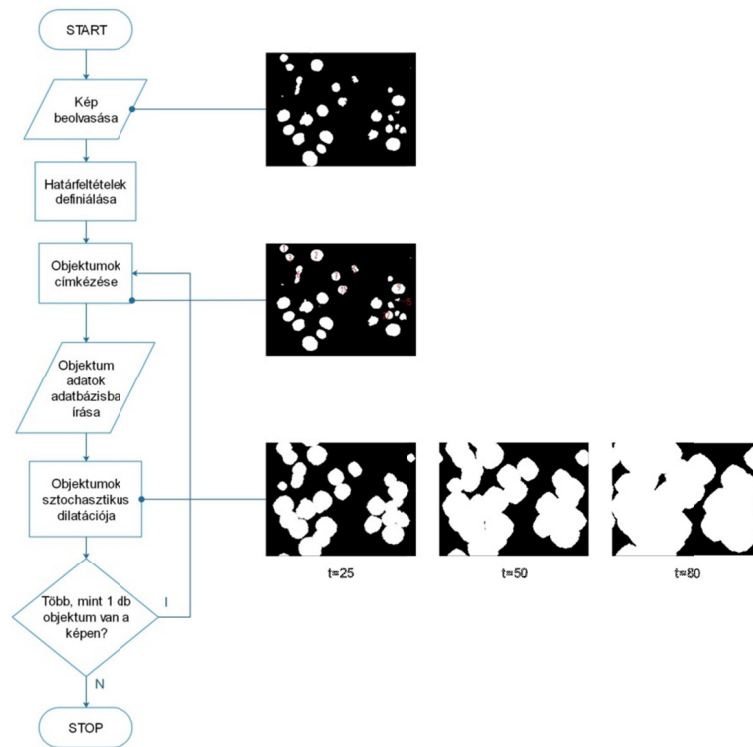 START
Kép
beolvasása
Határfeltételek
definiálása
Objektumok
címkézése
Objektum
adatok
adatbázisba
írása
Objektumok
sztochasztikus
dilatációja
t=25
t=50
t=80
Több, mint 1 db
objektum van a
képen?
I
N
STOP